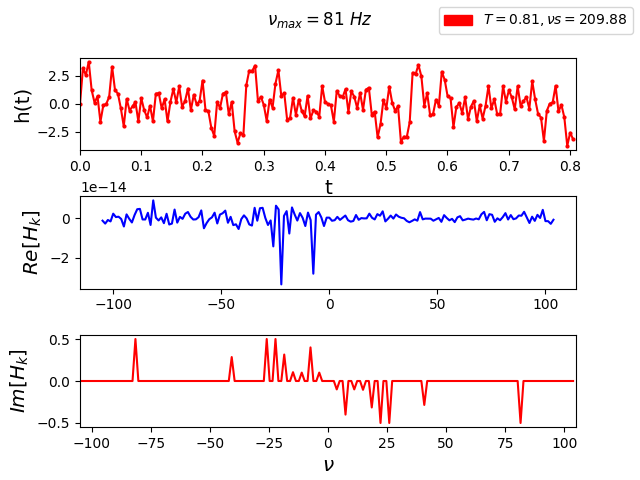 ν_max = 81 Hz
T = 0.81, νs = 209.88
h(t)
2.5
0.0
−2.5
0.0 0.1 0.2 0.3 0.4 0.5 0.6 0.7 0.8
t
1e−14
Re[H_k]
0
−2
−100 −50 0 50 100
Im[H_k]
0.5
0.0
−0.5
−100 −75 −50 −25 0 25 50 75 100
ν